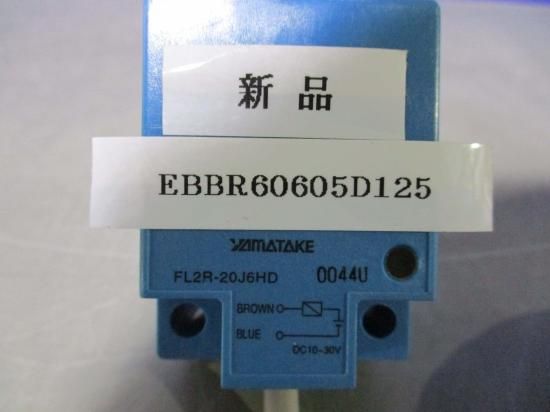 新品
EBBR60605D125
YAMATAKE
FL2R-20J6HD 0044U
BROWN
BLUE
DC10-30V